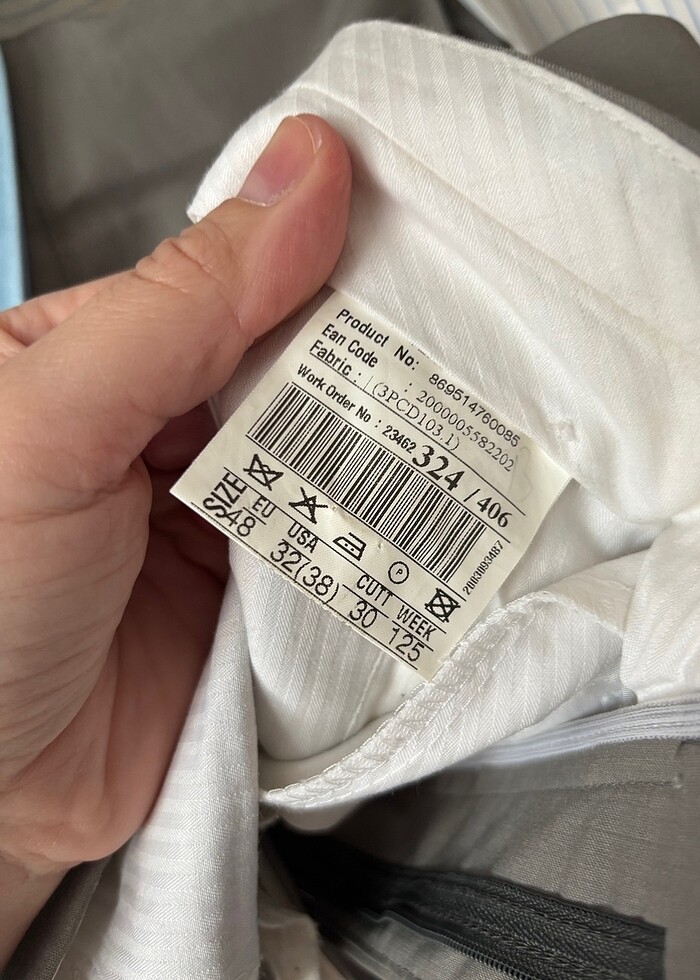 Product No: 869514760085
Ean Code : 2000005582202
Fabric : (3PCD103.1)
Work Order No : 23462 324 / 406
2003093487
P
SIZE EU USA CUTT WEEK
48 32(38) 30 125